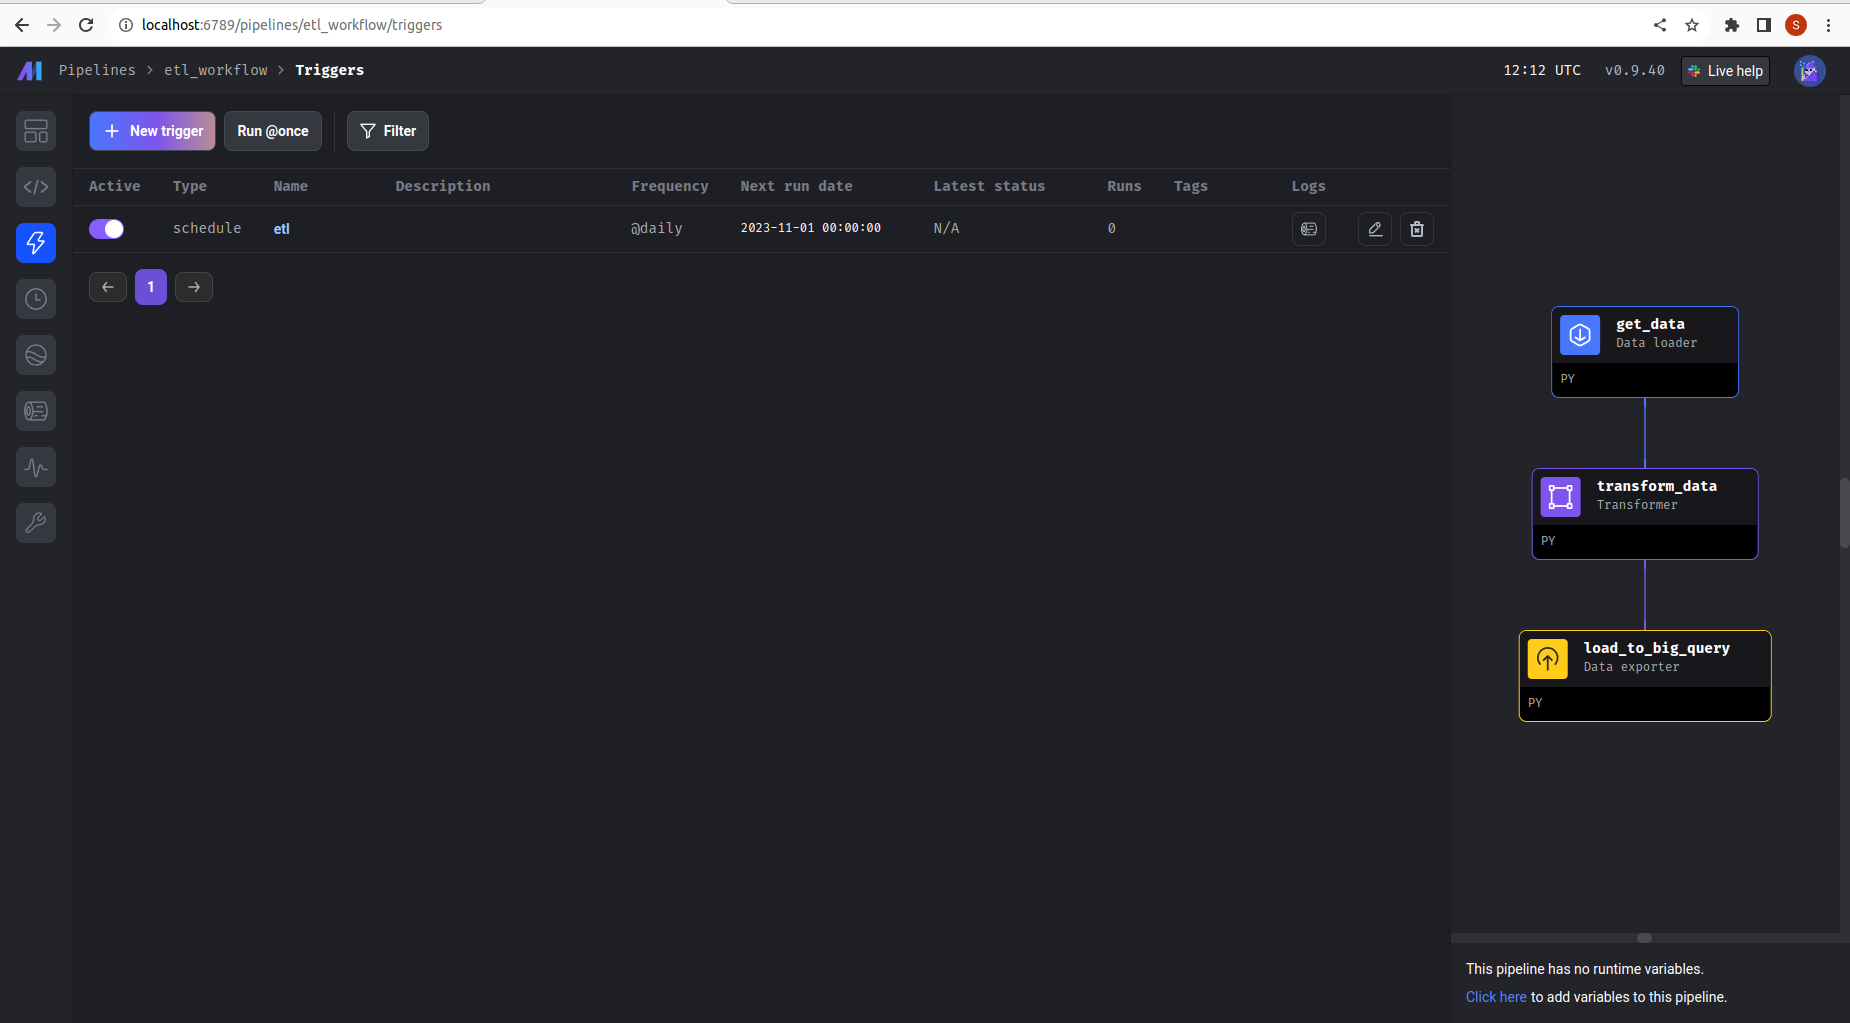 localhost:6789/pipelines/etl_workflow/triggers
S
Pipelines > etl_workflow > Triggers
12:12 UTC
v0.9.40
Live help
+ New trigger
Run @once
Filter
Active Type Name Description Frequency Next run date Latest status Runs Tags Logs
schedule etl @daily 2023-11-01 00:00:00 N/A 0
1
get_data
Data loader
PY
transform_data
Transformer
PY
load_to_big_query
Data exporter
PY
This pipeline has no runtime variables.
Click here to add variables to this pipeline.